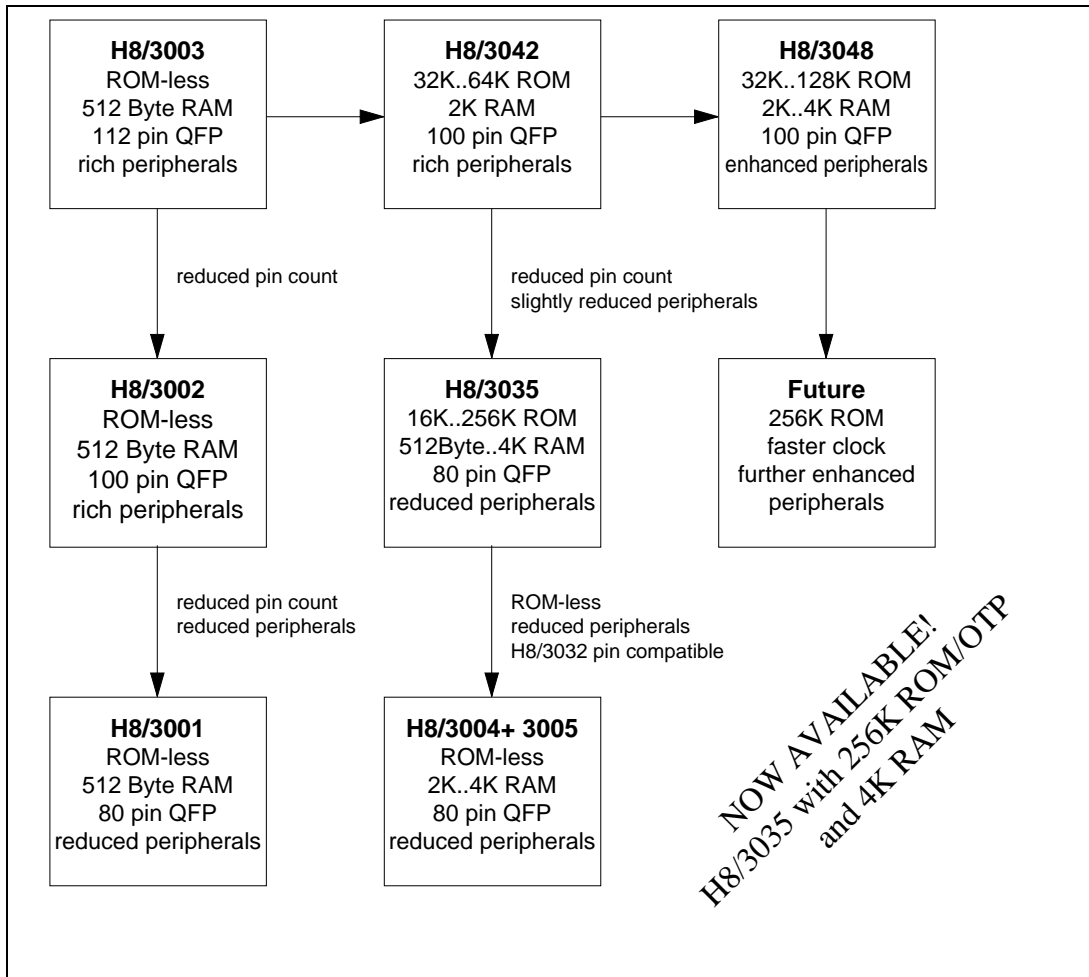 H8/3003
ROM-less
512 Byte RAM
112 pin QFP
rich peripherals
H8/3042
32K..64K ROM
2K RAM
100 pin QFP
rich peripherals
H8/3048
32K..128K ROM
2K..4K RAM
100 pin QFP
enhanced peripherals
reduced pin count
reduced pin count
slightly reduced peripherals
H8/3002
ROM-less
512 Byte RAM
100 pin QFP
rich peripherals
H8/3035
16K..256K ROM
512Byte..4K RAM
80 pin QFP
reduced peripherals
Future
256K ROM
faster clock
further enhanced
peripherals
reduced pin count
reduced peripherals
ROM-less
reduced peripherals
H8/3032 pin compatible
H8/3001
ROM-less
512 Byte RAM
80 pin QFP
reduced peripherals
H8/3004+ 3005
ROM-less
2K..4K RAM
80 pin QFP
reduced peripherals
NOW AVAILABLE!
H8/3035 with 256K ROM/OTP
and 4K RAM